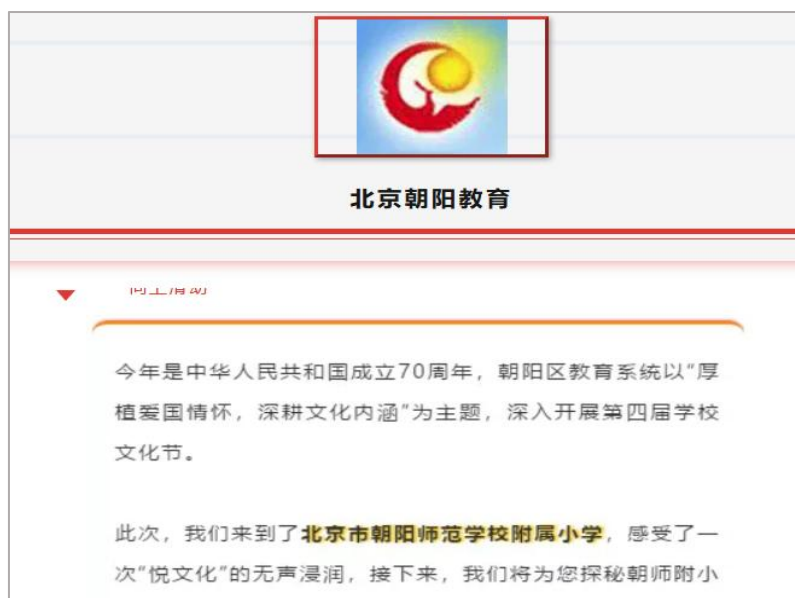 北京朝阳教育
向上滑动
今年是中华人民共和国成立70周年，朝阳区教育系统以“厚
植爱国情怀，深耕文化内涵”为主题，深入开展第四届学校
文化节。
此次，我们来到了北京市朝阳师范学校附属小学，感受了一
次“悦文化”的无声浸润，接下来，我们将为您探秘朝师附小